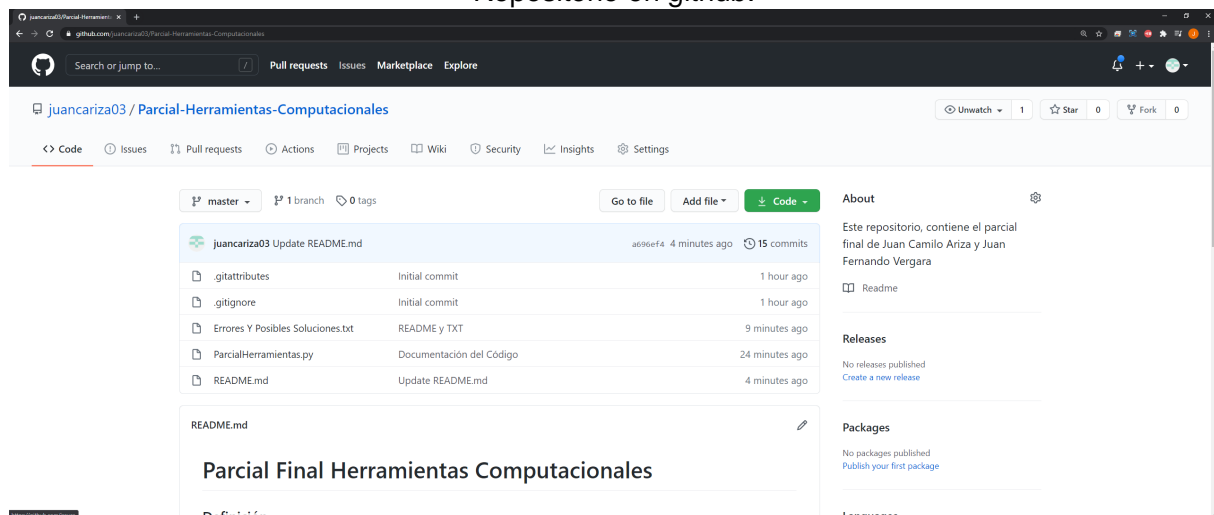 Repositorio en github:
juancariza03/Parcial-Herramient
github.com/juancariza03/Parcial-Herramientas-Computacionales
Search or jump to... / Pull requests Issues Marketplace Explore
juancariza03 / Parcial-Herramientas-Computacionales Unwatch 1 Star 0 Fork 0
Code Issues Pull requests Actions Projects Wiki Security Insights Settings
master 1 branch 0 tags Go to file Add file Code
juancariza03 Update README.md a696ef4 4 minutes ago 15 commits
.gitattributes Initial commit 1 hour ago
.gitignore Initial commit 1 hour ago
Errores Y Posibles Soluciones.txt README y TXT 9 minutes ago
ParcialHerramientas.py Documentación del Código 24 minutes ago
README.md Update README.md 4 minutes ago
README.md
Parcial Final Herramientas Computacionales
Definición
About
Este repositorio, contiene el parcial
final de Juan Camilo Ariza y Juan
Fernando Vergara
Readme
Releases
No releases published
Create a new release
Packages
No packages published
Publish your first package
Languages